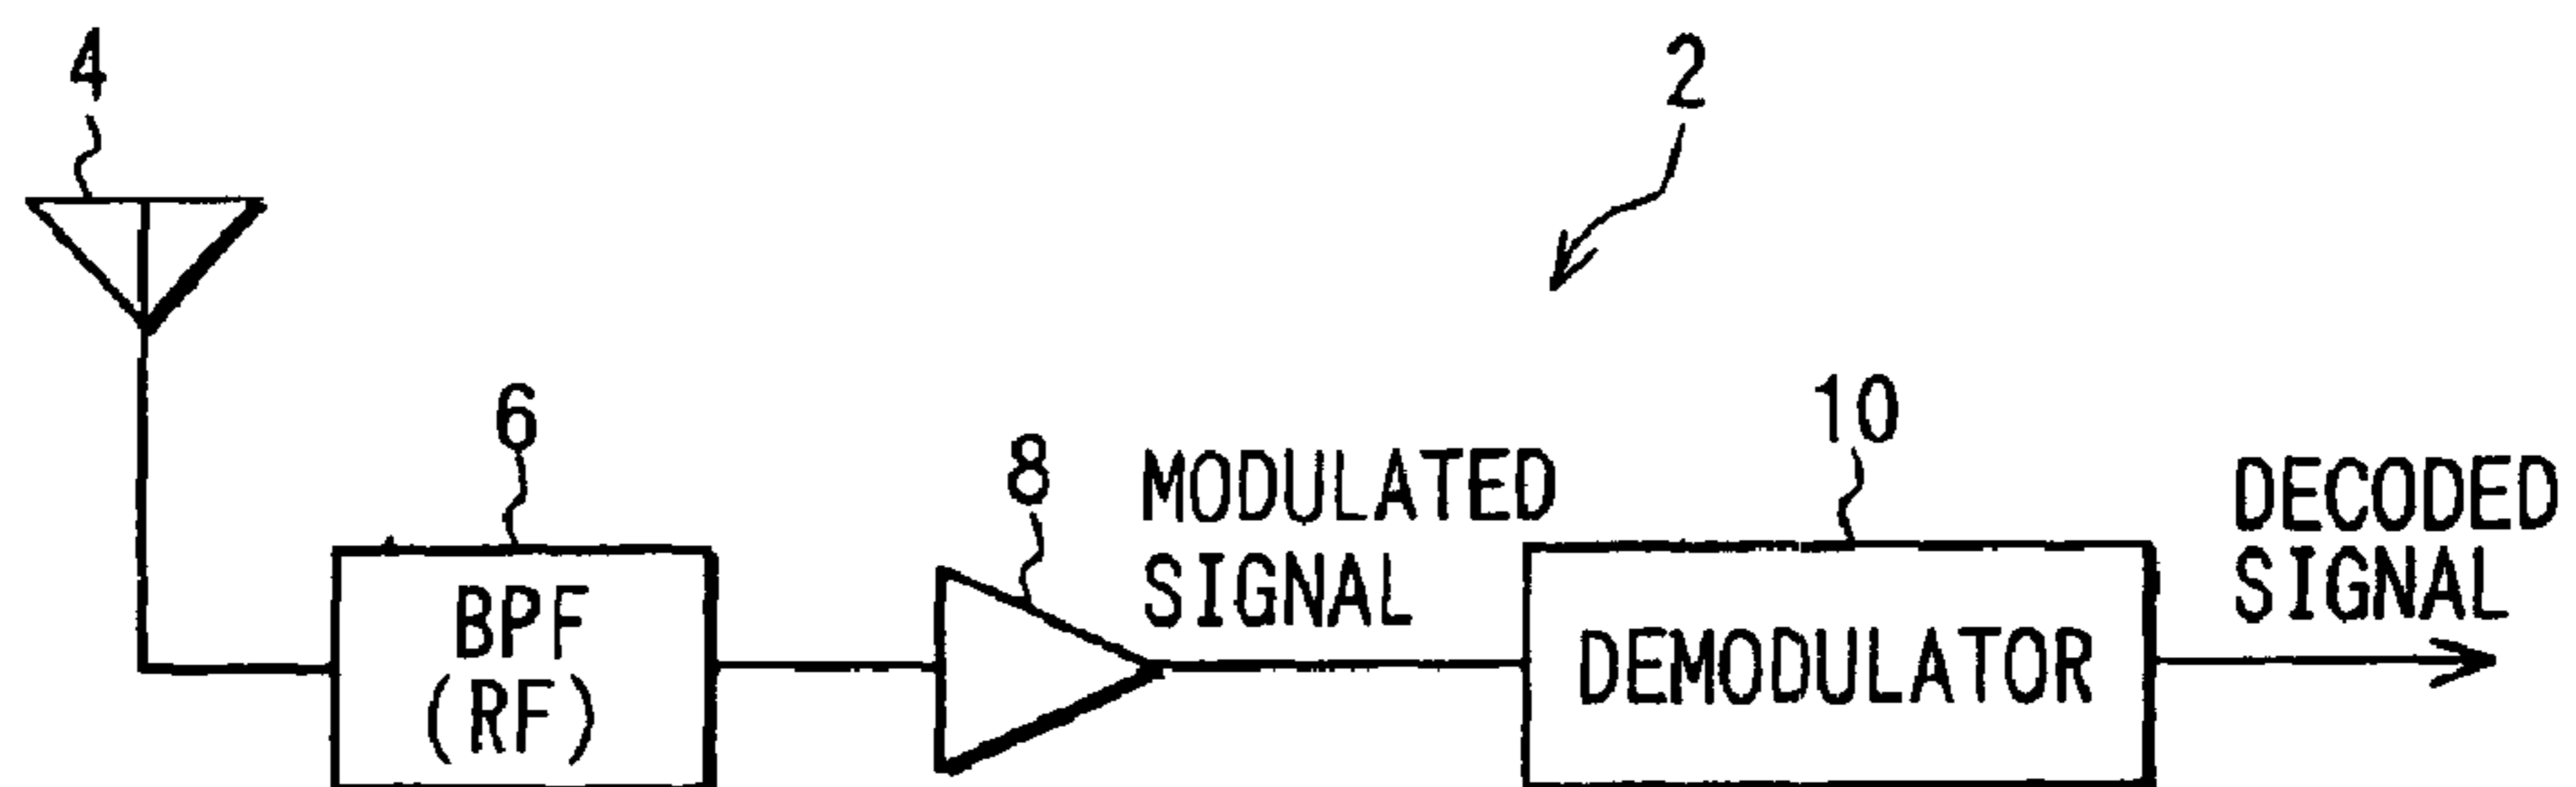 4
2
6
8
10
MODULATED
SIGNAL
DECODED
SIGNAL
BPF
(RF)
DEMODULATOR